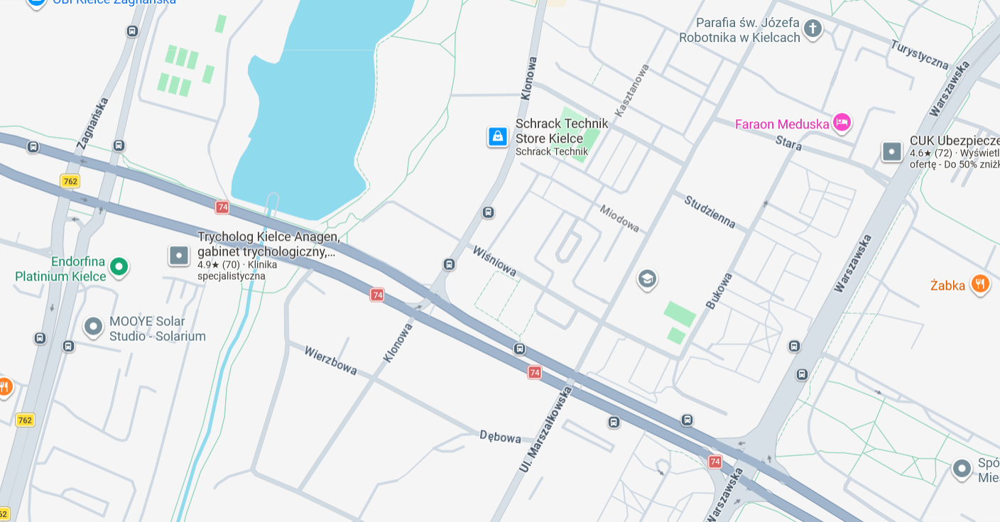 OBI Kielce Zagnańska
Parafia św. Józefa
Robotnika w Kielcach
Turystyczna
Warszawska
Klonowa
Kasztanowa
Zagnańska
Schrack Technik
Store Kielce
Schrack Technik
Faraon Meduska
Stara
CUK Ubezpiecze
4.6★ (72) · Wyświetl
ofertę - Do 50% zniżk
762
74
Studzienna
Miodowa
Trycholog Kielce Anagen,
gabinet trychologiczny,...
4.9★ (70) · Klinika
specjalistyczna
Endorfina
Platinium Kielce
Wiśniowa
Warszawska
Bukowa
Żabka
74
MOOYE Solar
Studio - Solarium
Klonowa
Wierzbowa
74
762
Dębowa
Ul. Marszałkowska
74
Warszawska
Spó
Mies
62